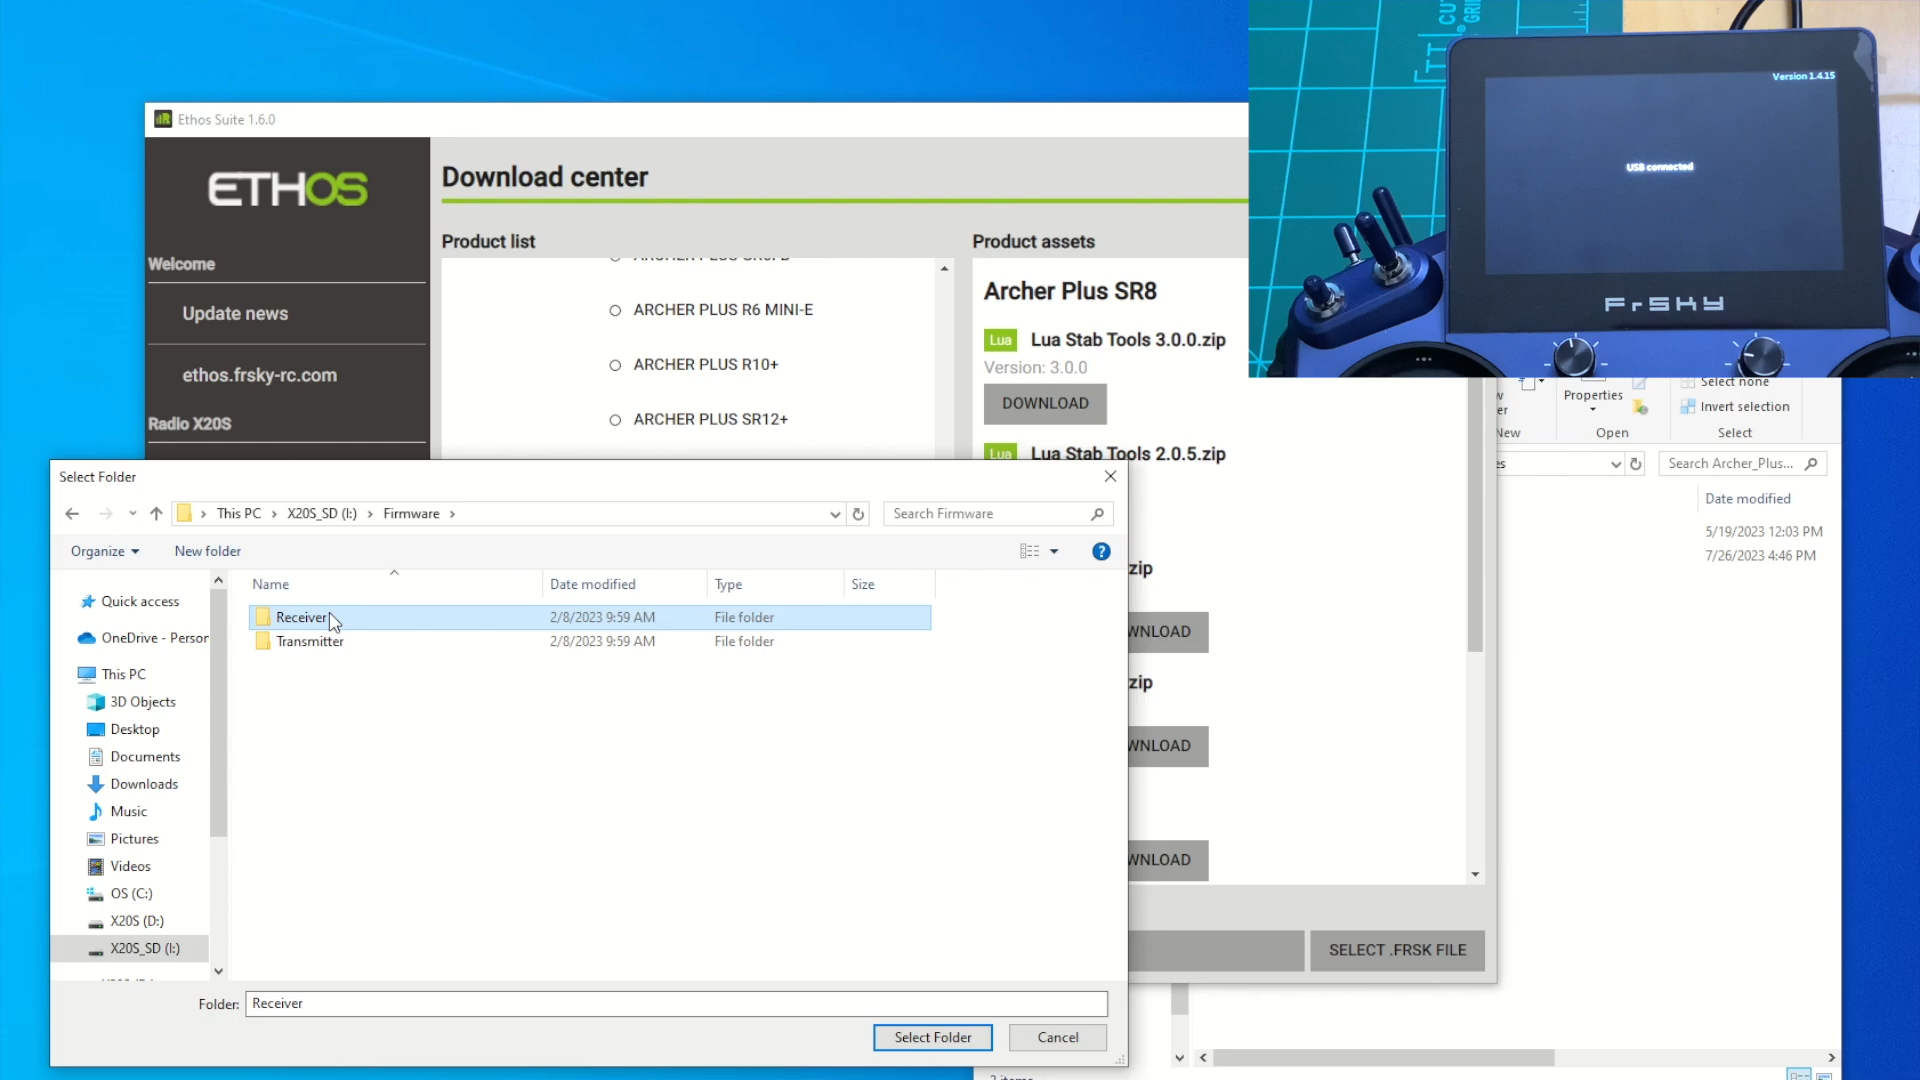 CU
GRI
TT
Version 1.4.15
USB connected
FrSKY
Ethos Suite 1.6.0
ETHOS
Welcome
Update news
ethos.frsky-rc.com
Radio X20S
Download center
Product list
ARCHER PLUS R6 MINI-E
ARCHER PLUS R10+
ARCHER PLUS SR12+
Product assets
Archer Plus SR8
Lua Lua Stab Tools 3.0.0.zip
Version: 3.0.0
DOWNLOAD
Lua Lua Stab Tools 2.0.5.zip
zip
WNLOAD
zip
WNLOAD
WNLOAD
SELECT .FRSK FILE
Select none
Properties
Invert selection
New
Open
Select
es
Search Archer_Plus...
Date modified
5/19/2023 12:03 PM
7/26/2023 4:46 PM
Select Folder
This PC > X20S_SD (I:) > Firmware >
Search Firmware
Organize
New folder
Name Date modified Type Size
Receiver 2/8/2023 9:59 AM File folder
Transmitter 2/8/2023 9:59 AM File folder
Quick access
OneDrive - Person
This PC
3D Objects
Desktop
Documents
Downloads
Music
Pictures
Videos
OS (C:)
X20S (D:)
X20S_SD (I:)
Folder: Receiver
Select Folder
Cancel